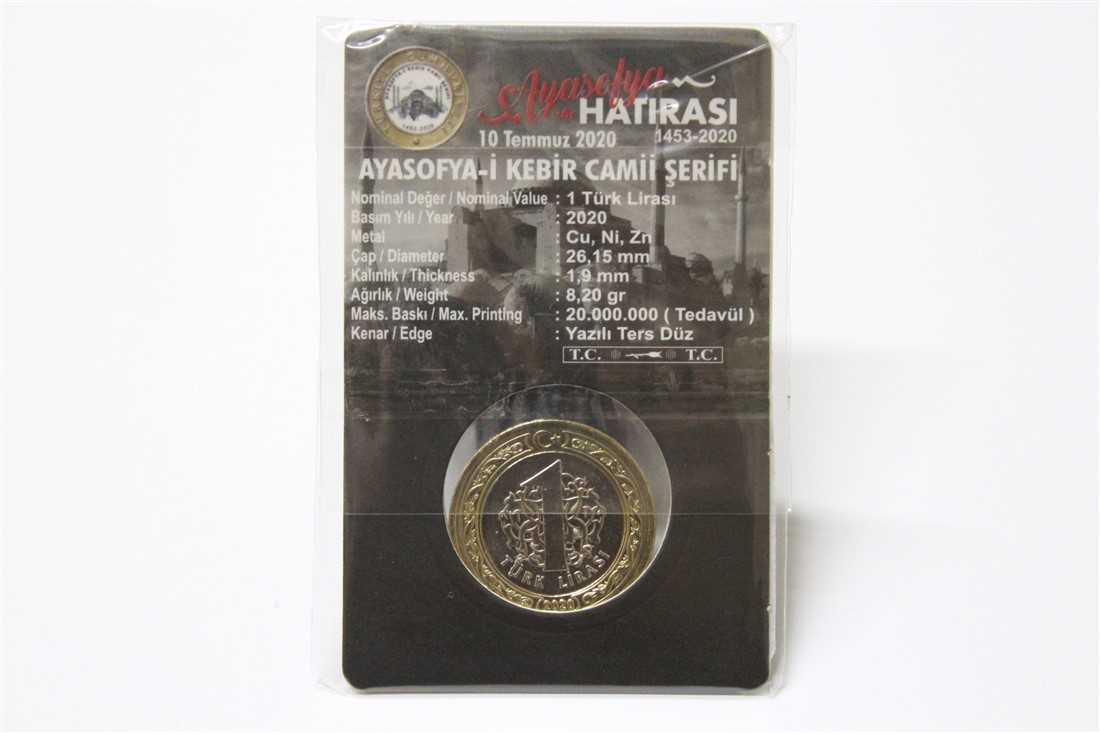 Ayasofya
HATIRASI
10 Temmuz 2020 1453-2020
AYASOFYA-İ KEBİR CAMİİ ŞERİFİ
Nominal Değer / Nominal Value : 1 Türk Lirası
Basım Yılı / Year : 2020
Metal : Cu, Ni, Zn
Çap / Diameter : 26,15 mm
Kalınlık / Thickness : 1,9 mm
Ağırlık / Weight : 8,20 gr
Maks. Baskı / Max. Printing : 20.000.000 ( Tedavül )
Kenar / Edge : Yazılı Ters Düz
T.C. T.C.
1
TÜRK LİRASI
2020